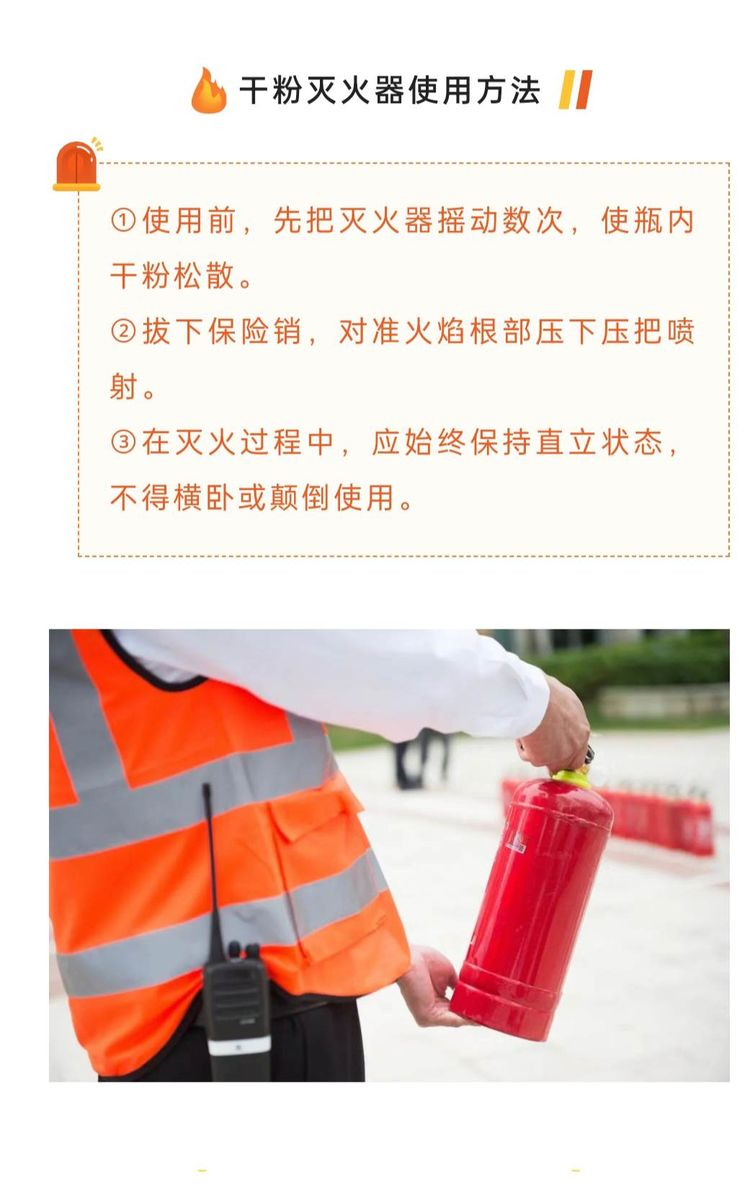 干粉灭火器使用方法
①使用前，先把灭火器摇动数次，使瓶内
干粉松散。
②拔下保险销，对准火焰根部压下压把喷
射。
③在灭火过程中，应始终保持直立状态，
不得横卧或颠倒使用。